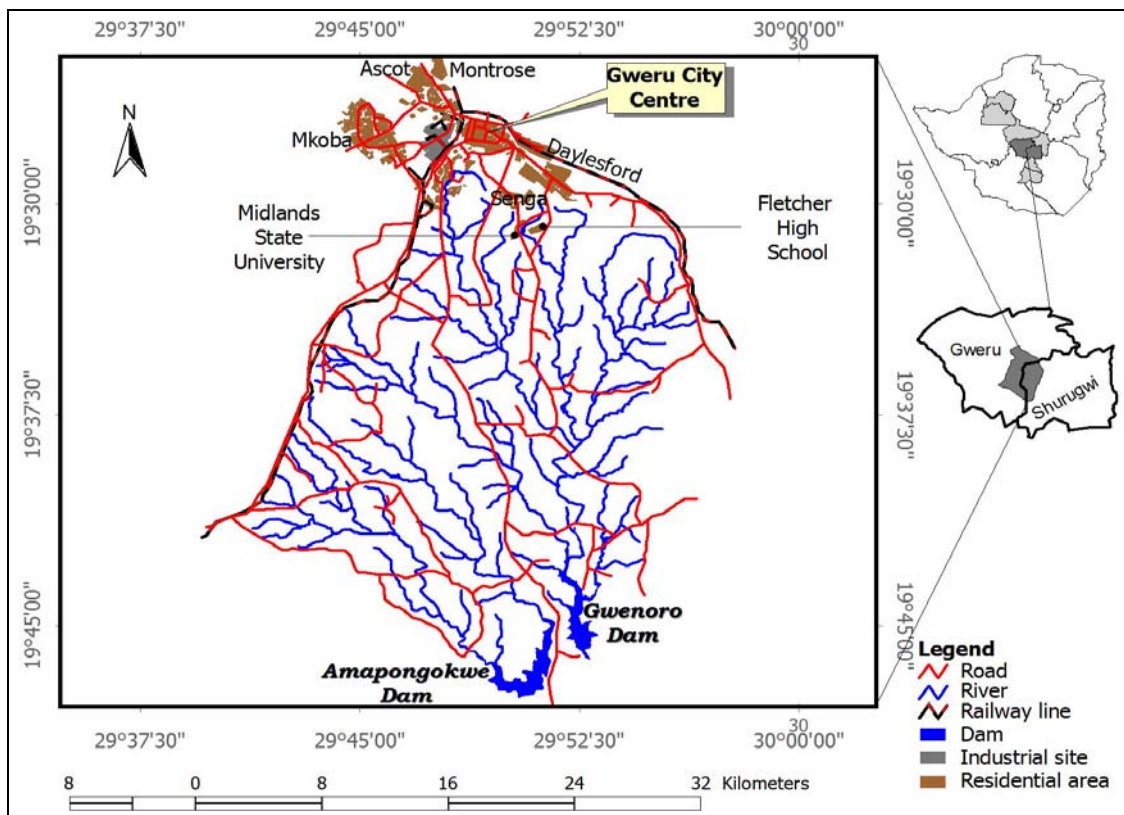 29°37'30" 29°45'00" 29°52'30" 30°00'00"
30
Ascot Montrose
Gweru City
Centre
N
Mkoba
Daylesford
19°30'00"
19°30'00"
Senga
Midlands
State
University
Fletcher
High
School
Gweru
Shurugwi
19°37'30"
19°37'30"
Gwenoro
Dam
19°45'00"
19°45'00"
Amapongokwe
Dam
Legend
Road
River
Railway line
Dam
Industrial site
Residential area
30
29°37'30" 29°45'00" 29°52'30" 30°00'00"
8 0 8 16 24 32 Kilometers